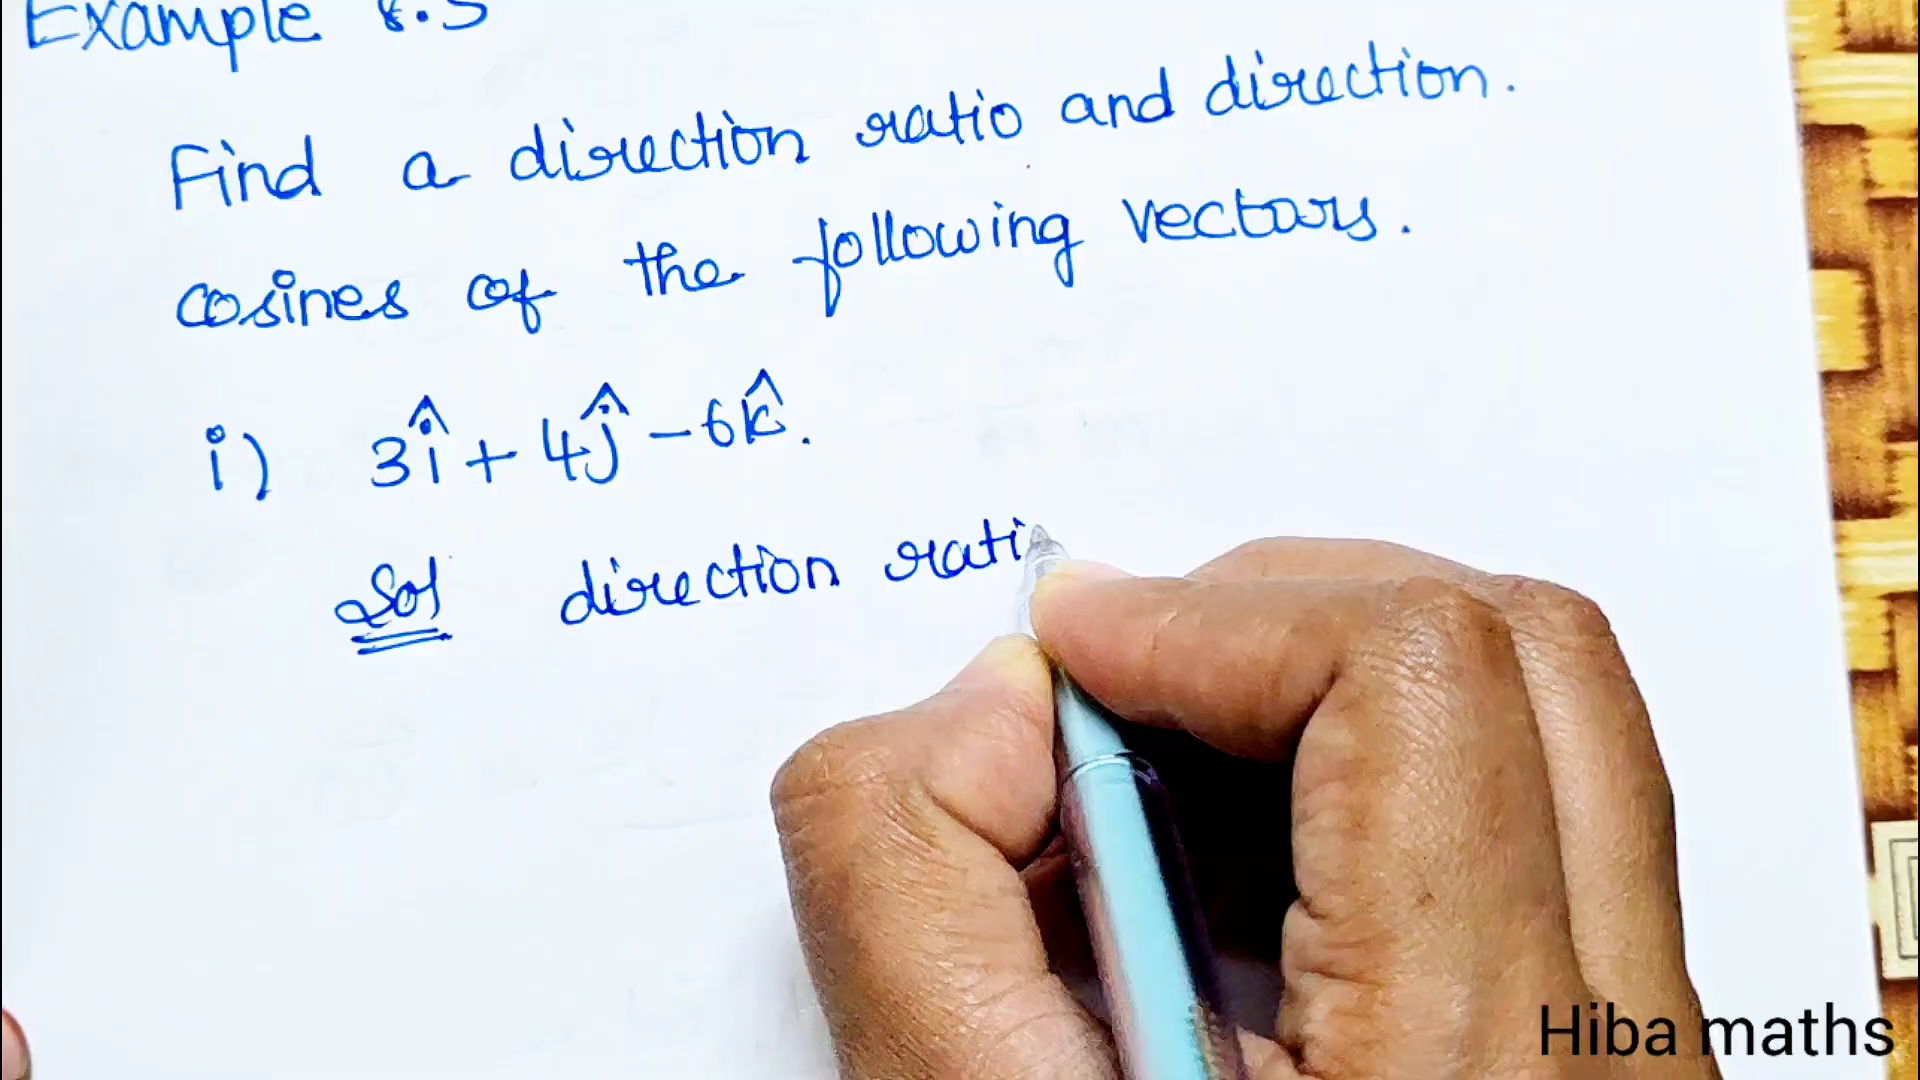 Example 8.5
Find a direction ratio and direction.
cosines of the following vectors.
i) 3î + 4ĵ - 6k̂.
Sol direction rati
Hiba maths